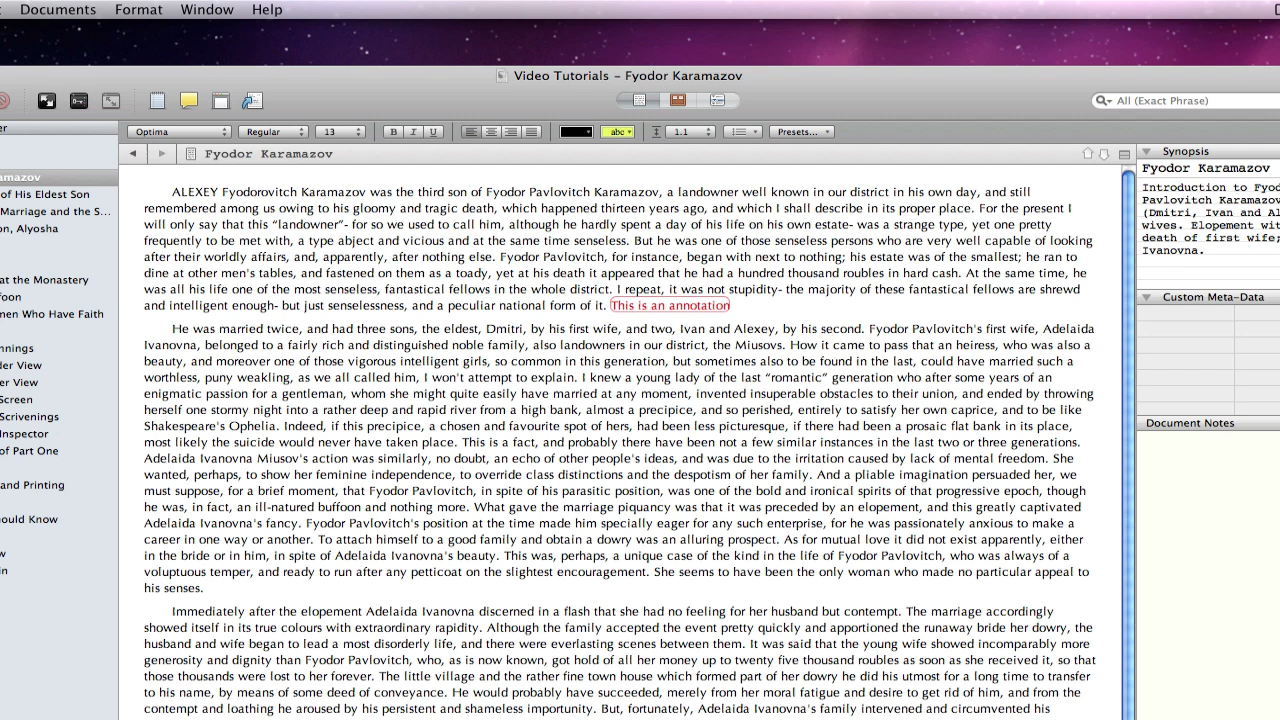 Documents Format Window Help
Video Tutorials – Fyodor Karamazov
All (Exact Phrase)
Optima Regular 13 B I U abc 1.1 Presets...
Fyodor Karamazov
amazov
of His Eldest Son
Marriage and the S...
on, Alyosha
at the Monastery
foon
men Who Have Faith
nnings
der View
er View
Screen
Scrivenings
Inspector
of Part One
and Printing
hould Know
w
in
ALEXEY Fyodorovitch Karamazov was the third son of Fyodor Pavlovitch Karamazov, a landowner well known in our district in his own day, and still
remembered among us owing to his gloomy and tragic death, which happened thirteen years ago, and which I shall describe in its proper place. For the present I
will only say that this “landowner”- for so we used to call him, although he hardly spent a day of his life on his own estate- was a strange type, yet one pretty
frequently to be met with, a type abject and vicious and at the same time senseless. But he was one of those senseless persons who are very well capable of looking
after their worldly affairs, and, apparently, after nothing else. Fyodor Pavlovitch, for instance, began with next to nothing; his estate was of the smallest; he ran to
dine at other men's tables, and fastened on them as a toady, yet at his death it appeared that he had a hundred thousand roubles in hard cash. At the same time, he
was all his life one of the most senseless, fantastical fellows in the whole district. I repeat, it was not stupidity- the majority of these fantastical fellows are shrewd
and intelligent enough- but just senselessness, and a peculiar national form of it. This is an annotation
He was married twice, and had three sons, the eldest, Dmitri, by his first wife, and two, Ivan and Alexey, by his second. Fyodor Pavlovitch's first wife, Adelaida
Ivanovna, belonged to a fairly rich and distinguished noble family, also landowners in our district, the Miusovs. How it came to pass that an heiress, who was also a
beauty, and moreover one of those vigorous intelligent girls, so common in this generation, but sometimes also to be found in the last, could have married such a
worthless, puny weakling, as we all called him, I won't attempt to explain. I knew a young lady of the last “romantic” generation who after some years of an
enigmatic passion for a gentleman, whom she might quite easily have married at any moment, invented insuperable obstacles to their union, and ended by throwing
herself one stormy night into a rather deep and rapid river from a high bank, almost a precipice, and so perished, entirely to satisfy her own caprice, and to be like
Shakespeare's Ophelia. Indeed, if this precipice, a chosen and favourite spot of hers, had been less picturesque, if there had been a prosaic flat bank in its place,
most likely the suicide would never have taken place. This is a fact, and probably there have been not a few similar instances in the last two or three generations.
Adelaida Ivanovna Miusov's action was similarly, no doubt, an echo of other people's ideas, and was due to the irritation caused by lack of mental freedom. She
wanted, perhaps, to show her feminine independence, to override class distinctions and the despotism of her family. And a pliable imagination persuaded her, we
must suppose, for a brief moment, that Fyodor Pavlovitch, in spite of his parasitic position, was one of the bold and ironical spirits of that progressive epoch, though
he was, in fact, an ill-natured buffoon and nothing more. What gave the marriage piquancy was that it was preceded by an elopement, and this greatly captivated
Adelaida Ivanovna's fancy. Fyodor Pavlovitch's position at the time made him specially eager for any such enterprise, for he was passionately anxious to make a
career in one way or another. To attach himself to a good family and obtain a dowry was an alluring prospect. As for mutual love it did not exist apparently, either
in the bride or in him, in spite of Adelaida Ivanovna's beauty. This was, perhaps, a unique case of the kind in the life of Fyodor Pavlovitch, who was always of a
voluptuous temper, and ready to run after any petticoat on the slightest encouragement. She seems to have been the only woman who made no particular appeal to
his senses.
Immediately after the elopement Adelaida Ivanovna discerned in a flash that she had no feeling for her husband but contempt. The marriage accordingly
showed itself in its true colours with extraordinary rapidity. Although the family accepted the event pretty quickly and apportioned the runaway bride her dowry, the
husband and wife began to lead a most disorderly life, and there were everlasting scenes between them. It was said that the young wife showed incomparably more
generosity and dignity than Fyodor Pavlovitch, who, as is now known, got hold of all her money up to twenty five thousand roubles as soon as she received it, so that
those thousands were lost to her forever. The little village and the rather fine town house which formed part of her dowry he did his utmost for a long time to transfer
to his name, by means of some deed of conveyance. He would probably have succeeded, merely from her moral fatigue and desire to get rid of him, and from the
contempt and loathing he aroused by his persistent and shameless importunity. But, fortunately, Adelaida Ivanovna's family intervened and circumvented his
Synopsis
Fyodor Karamazov
Introduction to Fyod
Pavlovitch Karamazov
(Dmitri, Ivan and Al
wives. Elopement wit
death of first wife;
Ivanovna.
Custom Meta-Data
Document Notes